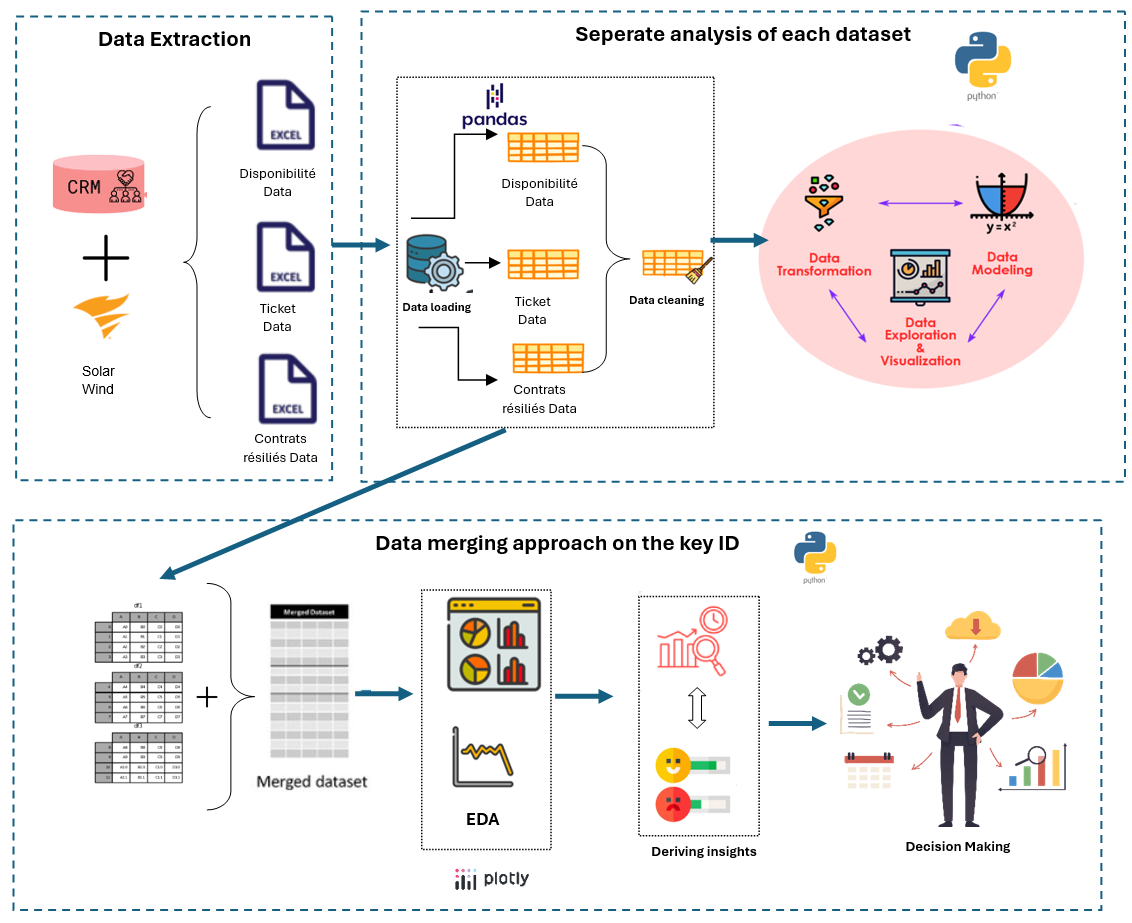 Data Extraction
CRM
Solar
Wind
EXCEL
Disponibilité
Data
EXCEL
Ticket
Data
EXCEL
Contrats
résiliés Data
Seperate analysis of each dataset
python
pandas
Disponibilité
Data
Data loading
Ticket
Data
Contrats
résiliés Data
Data cleaning
Data
Transformation
y=x²
Data
Modeling
Data
Exploration
&
Visualization
Data merging approach on the key ID
python
df1
A B C D
df2
A B C D
A B C D
+
Merged Dataset
Merged dataset
EDA
plotly
Deriving insights
Decision Making